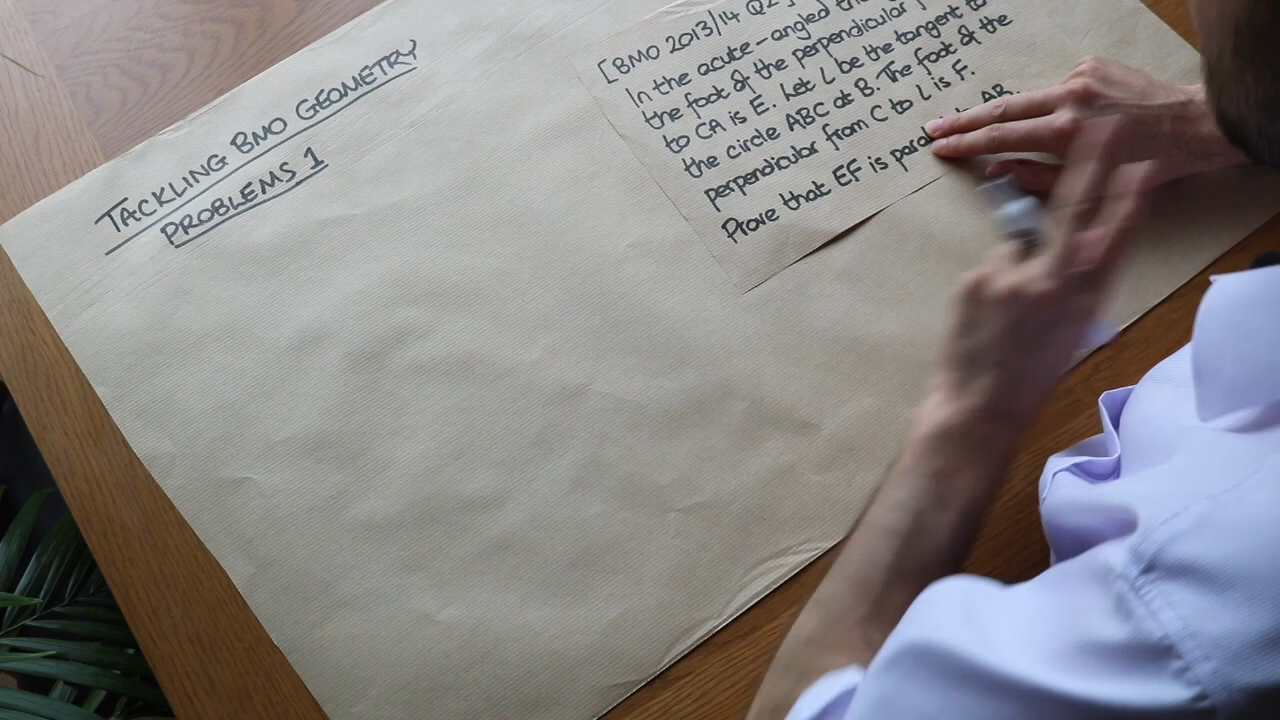 TACKLING BMO GEOMETRY
PROBLEMS 1
[BMO 2013/14 Q2]
In the acute-angled
the foot of the perpendicular
to CA is E. Let L be the tangent to
the circle ABC at B. The foot of the
perpendicular from C to L is F.
Prove that EF is AB.